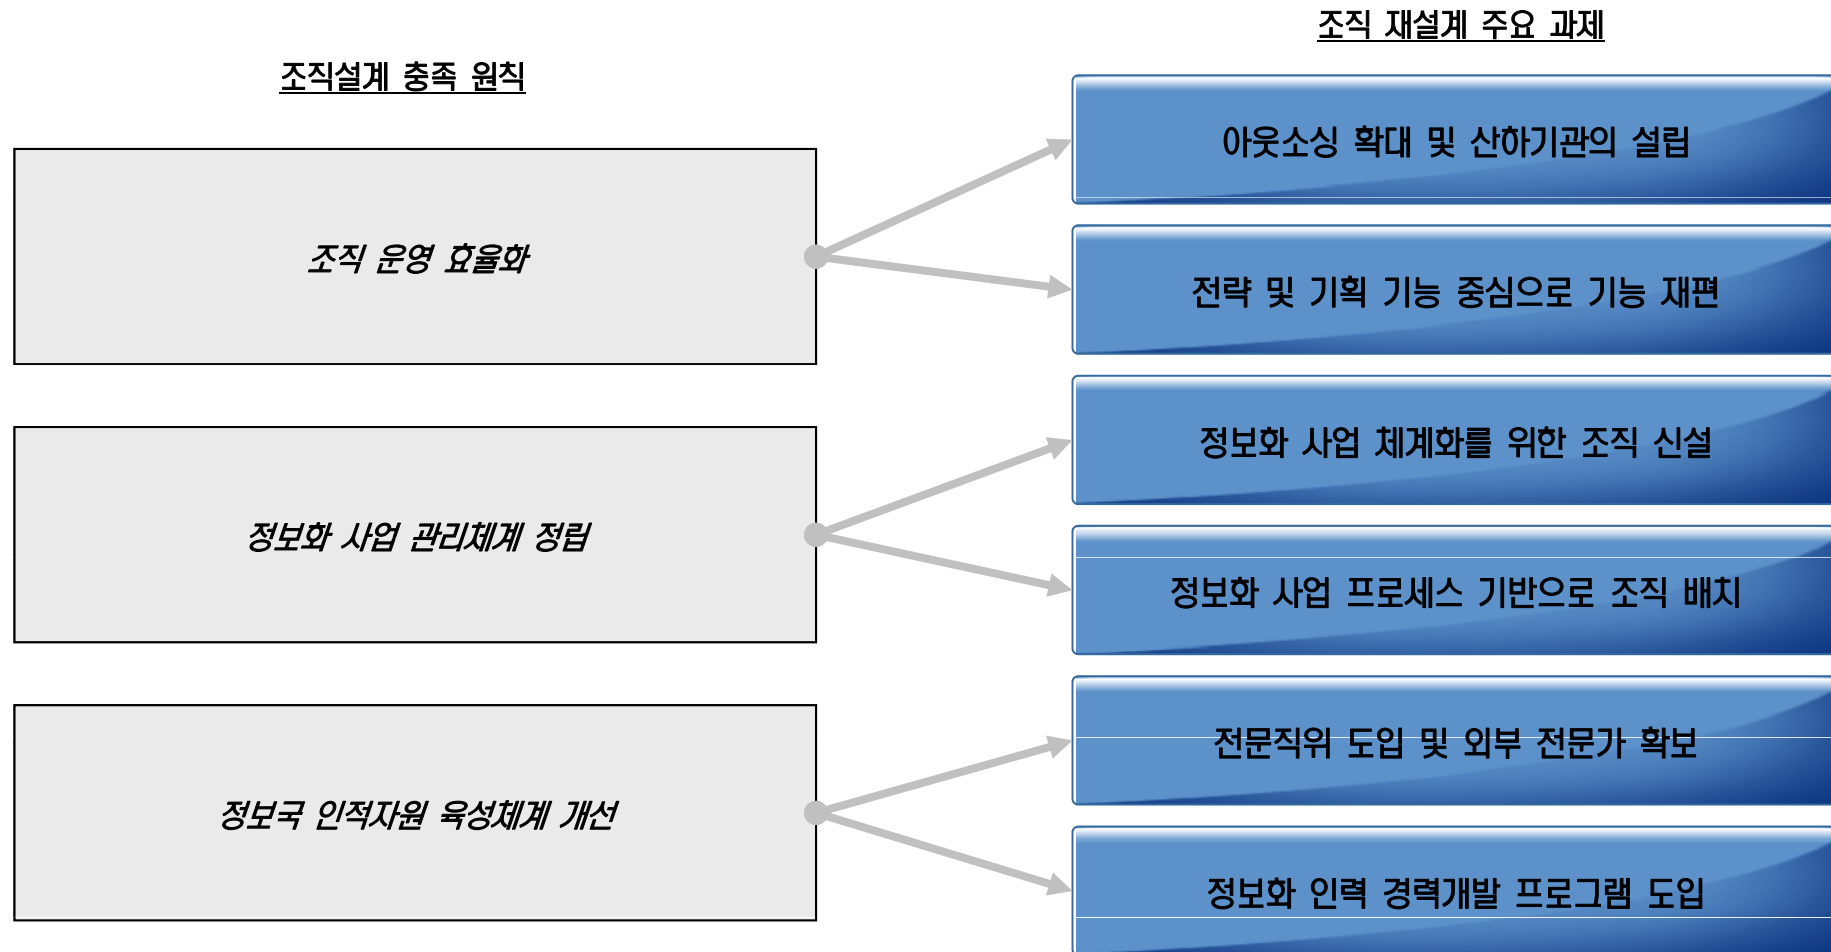 조직설계 충족 원칙
조직 운영 효율화
정보화 사업 관리체계 정립
정보국 인적자원 육성체계 개선
조직 재설계 주요 과제
아웃소싱 확대 및 산하기관의 설립
전략 및 기획 기능 중심으로 기능 재편
정보화 사업 체계화를 위한 조직 신설
정보화 사업 프로세스 기반으로 조직 배치
전문직위 도입 및 외부 전문가 확보
정보화 인력 경력개발 프로그램 도입